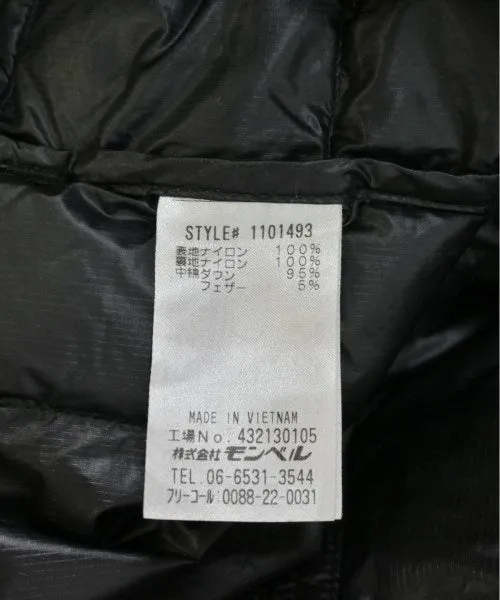 STYLE# 1101493
表地ナイロン 100%
裏地ナイロン 100%
中綿ダウン 95%
フェザー 5%
MADE IN VIETNAM
工場No. 432130105
株式会社モンベル
TEL. 06-6531-3544
フリーコール: 0088-22-0031